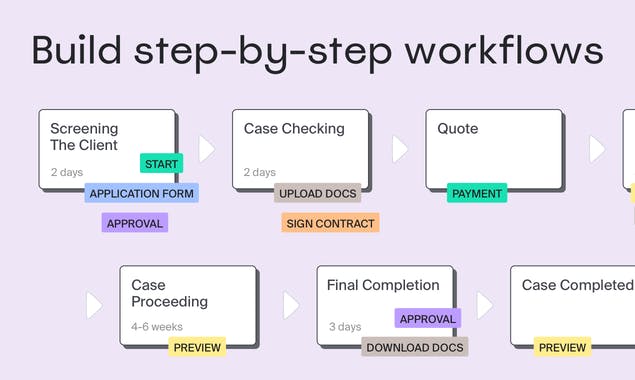 Build step-by-step workflows
Screening
The Client
2 days
START
APPLICATION FORM
APPROVAL
Case Checking
2 days
UPLOAD DOCS
SIGN CONTRACT
Quote
PAYMENT
Case
Proceeding
4-6 weeks
PREVIEW
Final Completion
3 days
APPROVAL
DOWNLOAD DOCS
Case Completed
PREVIEW